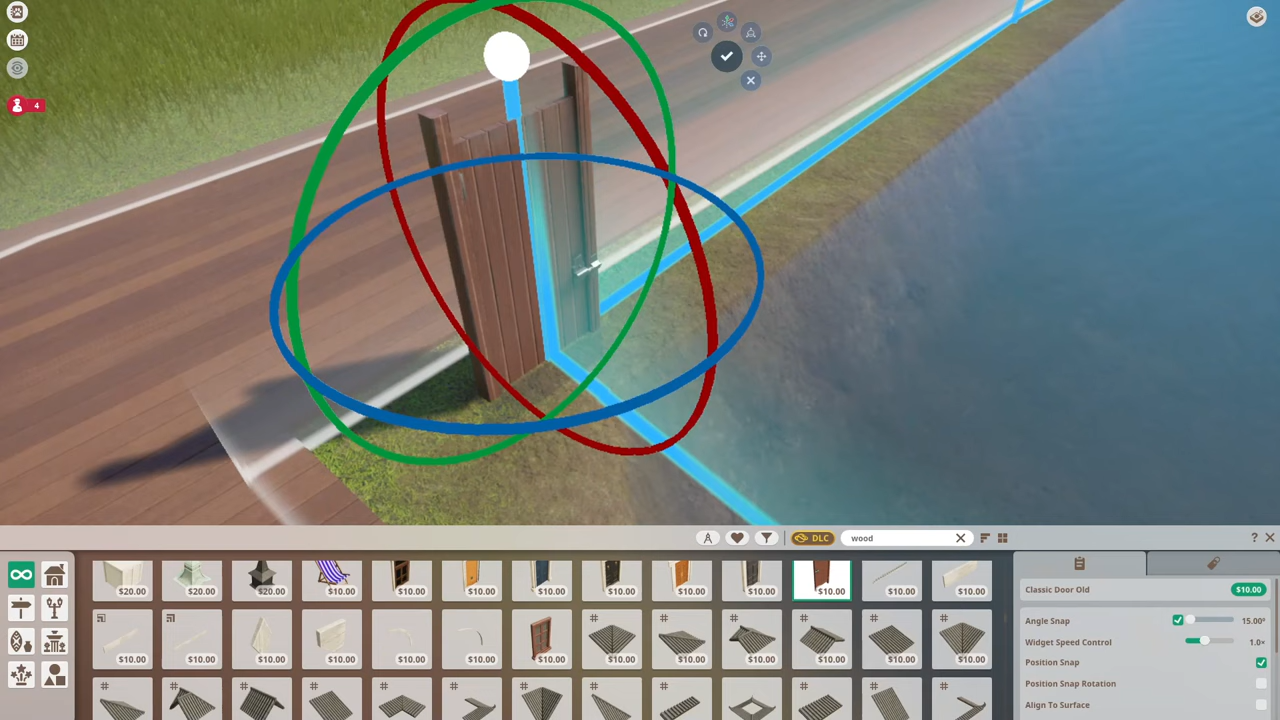 4
DLC
wood
?
$20.00 $20.00 $20.00 $10.00 $10.00 $10.00 $10.00 $10.00 $10.00 $10.00 $10.00 $10.00 $10.00
$10.00 $10.00 $10.00 $10.00 $10.00 $10.00 $10.00 $10.00 $10.00 $10.00 $10.00 $10.00 $10.00
Classic Door Old $10.00
Angle Snap 15.00°
Widget Speed Control 1.0×
Position Snap
Position Snap Rotation
Align To Surface